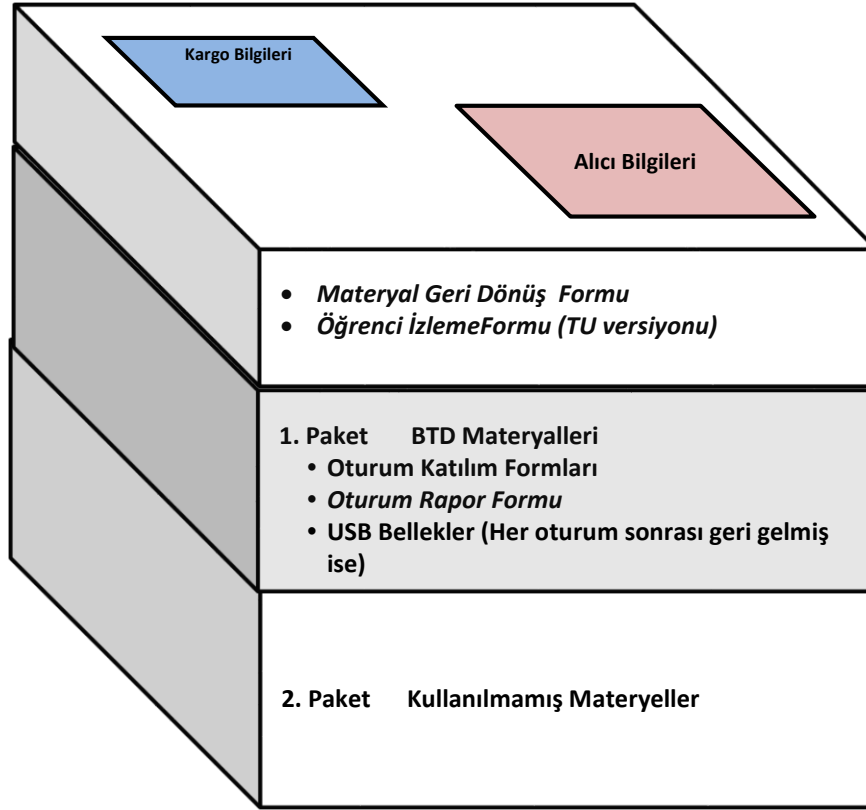 Kargo Bilgileri
Alıcı Bilgileri
• Materyal Geri Dönüş Formu
• Öğrenci İzlemeFormu (TU versiyonu)
1. Paket BTD Materyalleri
• Oturum Katılım Formları
• Oturum Rapor Formu
• USB Bellekler (Her oturum sonrası geri gelmiş
ise)
2. Paket Kullanılmamış Materyeller